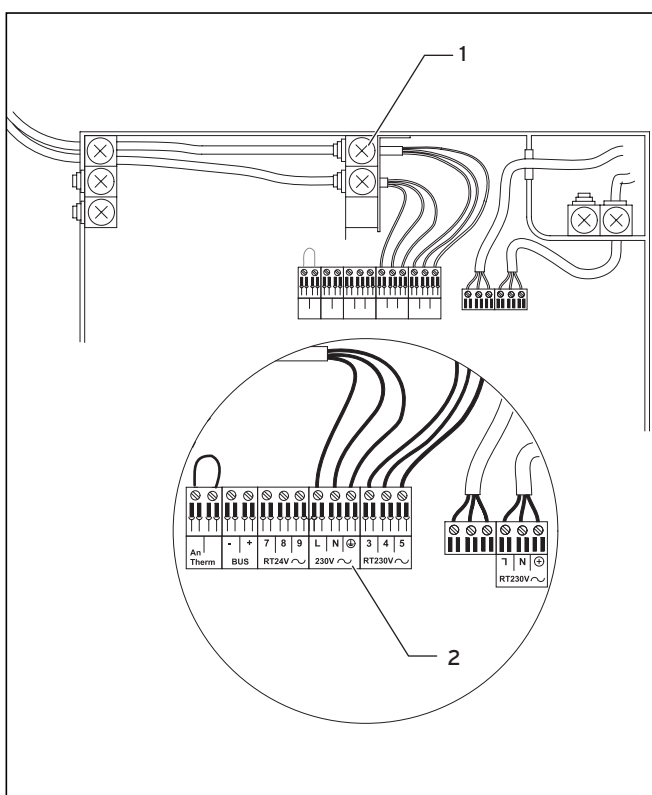 1
An
Therm
- +
BUS
7 8 9
RT24V
L N
230V
3 4 5
RT230V
L N
RT230V
2